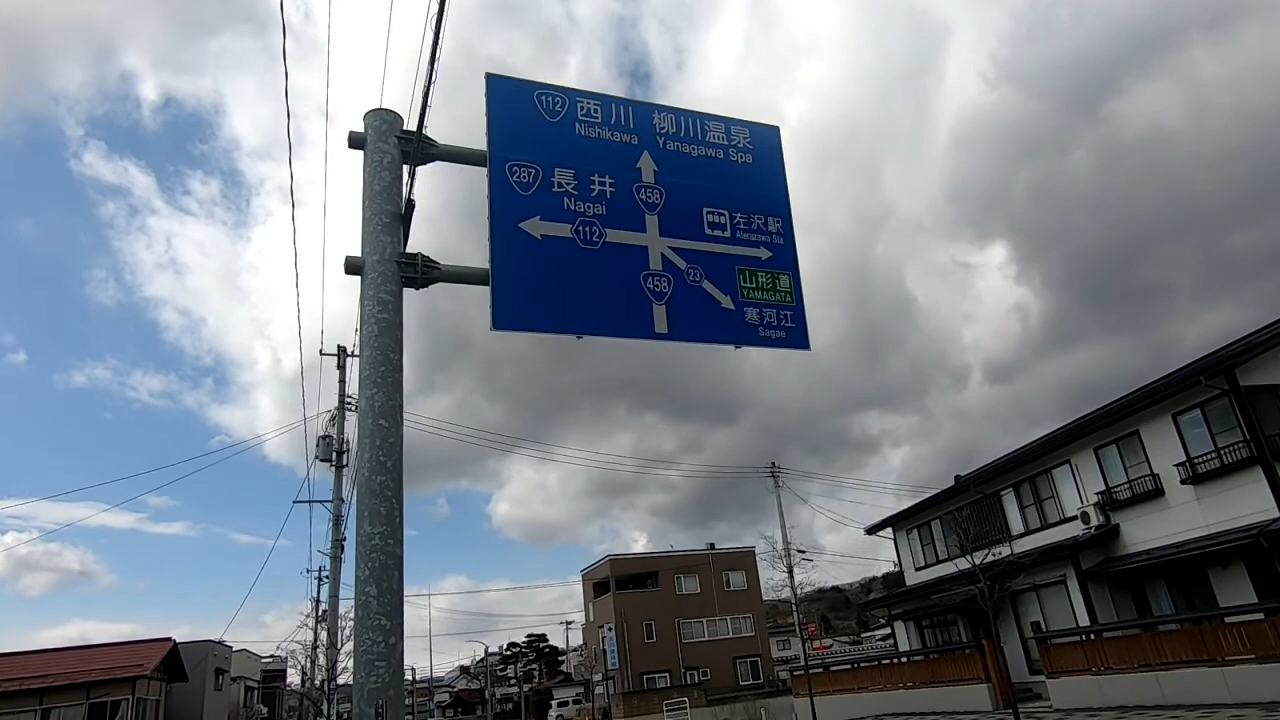 112 西川 柳川温泉
Nishikawa Yanagawa Spa
287 長井
Nagai
458
112
左沢駅
Aterazawa Sta.
458
23
山形道
YAMAGATA
寒河江
Sagae